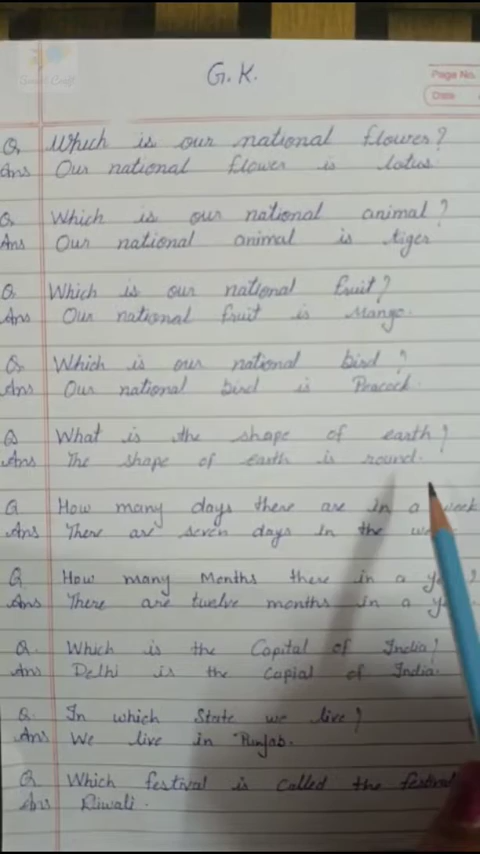 G.K.
Page No.
Date
Q. Which is our national flower?
Ans Our national flower is lotus.
Q. Which is our national animal?
Ans Our national animal is tiger
Q. Which is our national fruit?
Ans Our national fruit is Mango.
Q. Which is our national bird?
Ans Our national bird is Peacock.
Q What is the shape of earth?
Ans The shape of earth is round.
Q How many days there are in a
Ans There are seven days in the
Q. How many Months there in a
Ans There are twelve months in a
Q. Which is the Capital of India?
Ans Delhi is the Capial of India.
Q. In which State we live?
Ans We live in Punjab.
Q Which festival is called the festival
Ans Diwali.